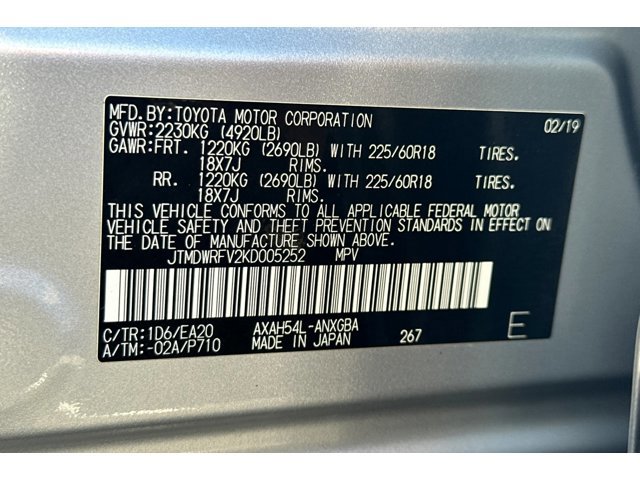 MFD.BY:TOYOTA MOTOR CORPORATION 02/19
GVWR:2230KG (4920LB)
GAWR:FRT. 1220KG (2690LB) WITH 225/60R18 TIRES.
18X7J RIMS.
RR. 1220KG (2690LB) WITH 225/60R18 TIRES.
18X7J RIMS.
THIS VEHICLE CONFORMS TO ALL APPLICABLE FEDERAL MOTOR
VEHICLE SAFETY AND THEFT PREVENTION STANDARDS IN EFFECT ON
THE DATE OF MANUFACTURE SHOWN ABOVE.
JTMDWRFV2KD005252 MPV
C/TR:1D6/EA20 AXAH54L-ANXGBA E
A/TM:-02A/P710 MADE IN JAPAN 267